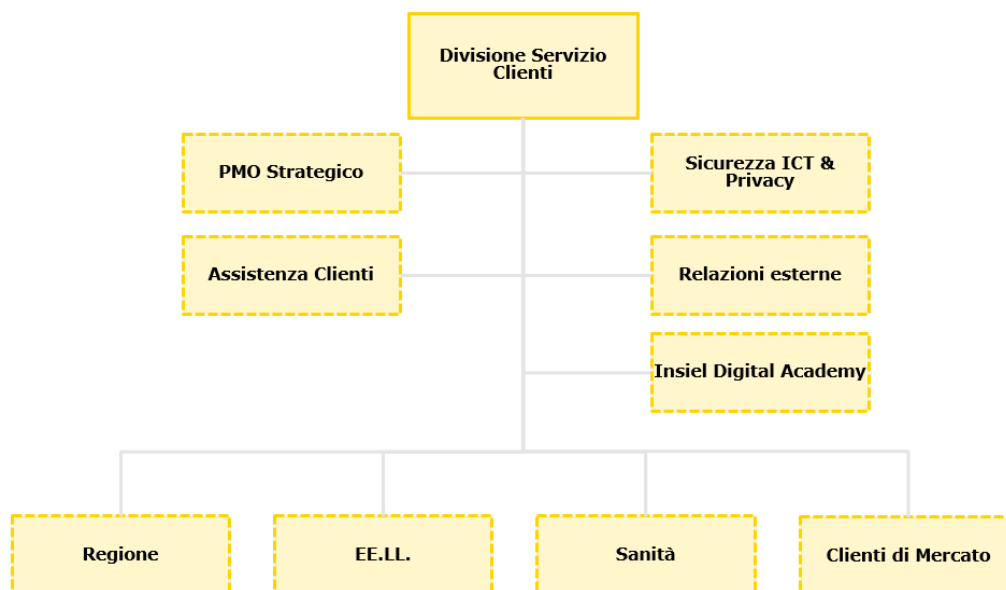 Divisione Servizio
Clienti
PMO Strategico
Sicurezza ICT &
Privacy
Assistenza Clienti
Relazioni esterne
Insiel Digital Academy
Regione
EE.LL.
Sanità
Clienti di Mercato